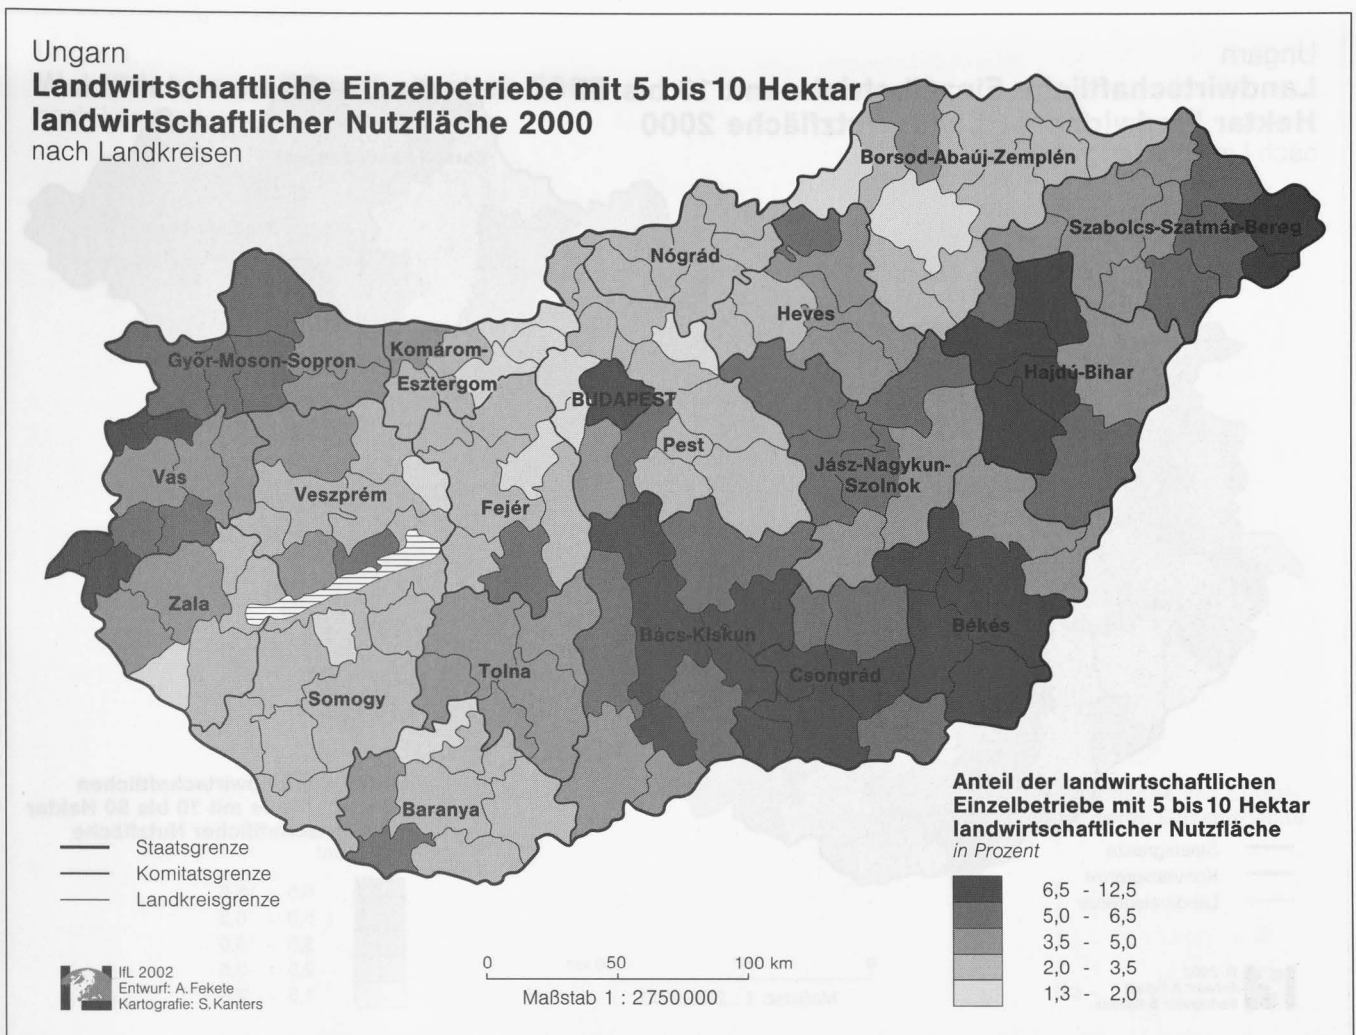 Ungarn
Landwirtschaftliche Einzelbetriebe mit 5 bis 10 Hektar
landwirtschaftlicher Nutzfläche 2000
nach Landkreisen
Borsod-Abaúj-Zemplén
Szabolcs-Szatmár-Bereg
Nógrád
Heves
Győr-Moson-Sopron
Komárom-
Esztergom
Hajdú-Bihar
BUDAPEST
Pest
Vas
Veszprém
Fejér
Jász-Nagykun-
Szolnok
Zala
Bács-Kiskun
Békés
Tolna
Csongrád
Somogy
Baranya
Staatsgrenze
Komitatsgrenze
Landkreisgrenze
Anteil der landwirtschaftlichen
Einzelbetriebe mit 5 bis 10 Hektar
landwirtschaftlicher Nutzfläche
in Prozent
6,5 - 12,5
5,0 - 6,5
3,5 - 5,0
2,0 - 3,5
1,3 - 2,0
IfL 2002
Entwurf: A. Fekete
Kartografie: S. Kanters
0 50 100 km
Maßstab 1 : 2750000